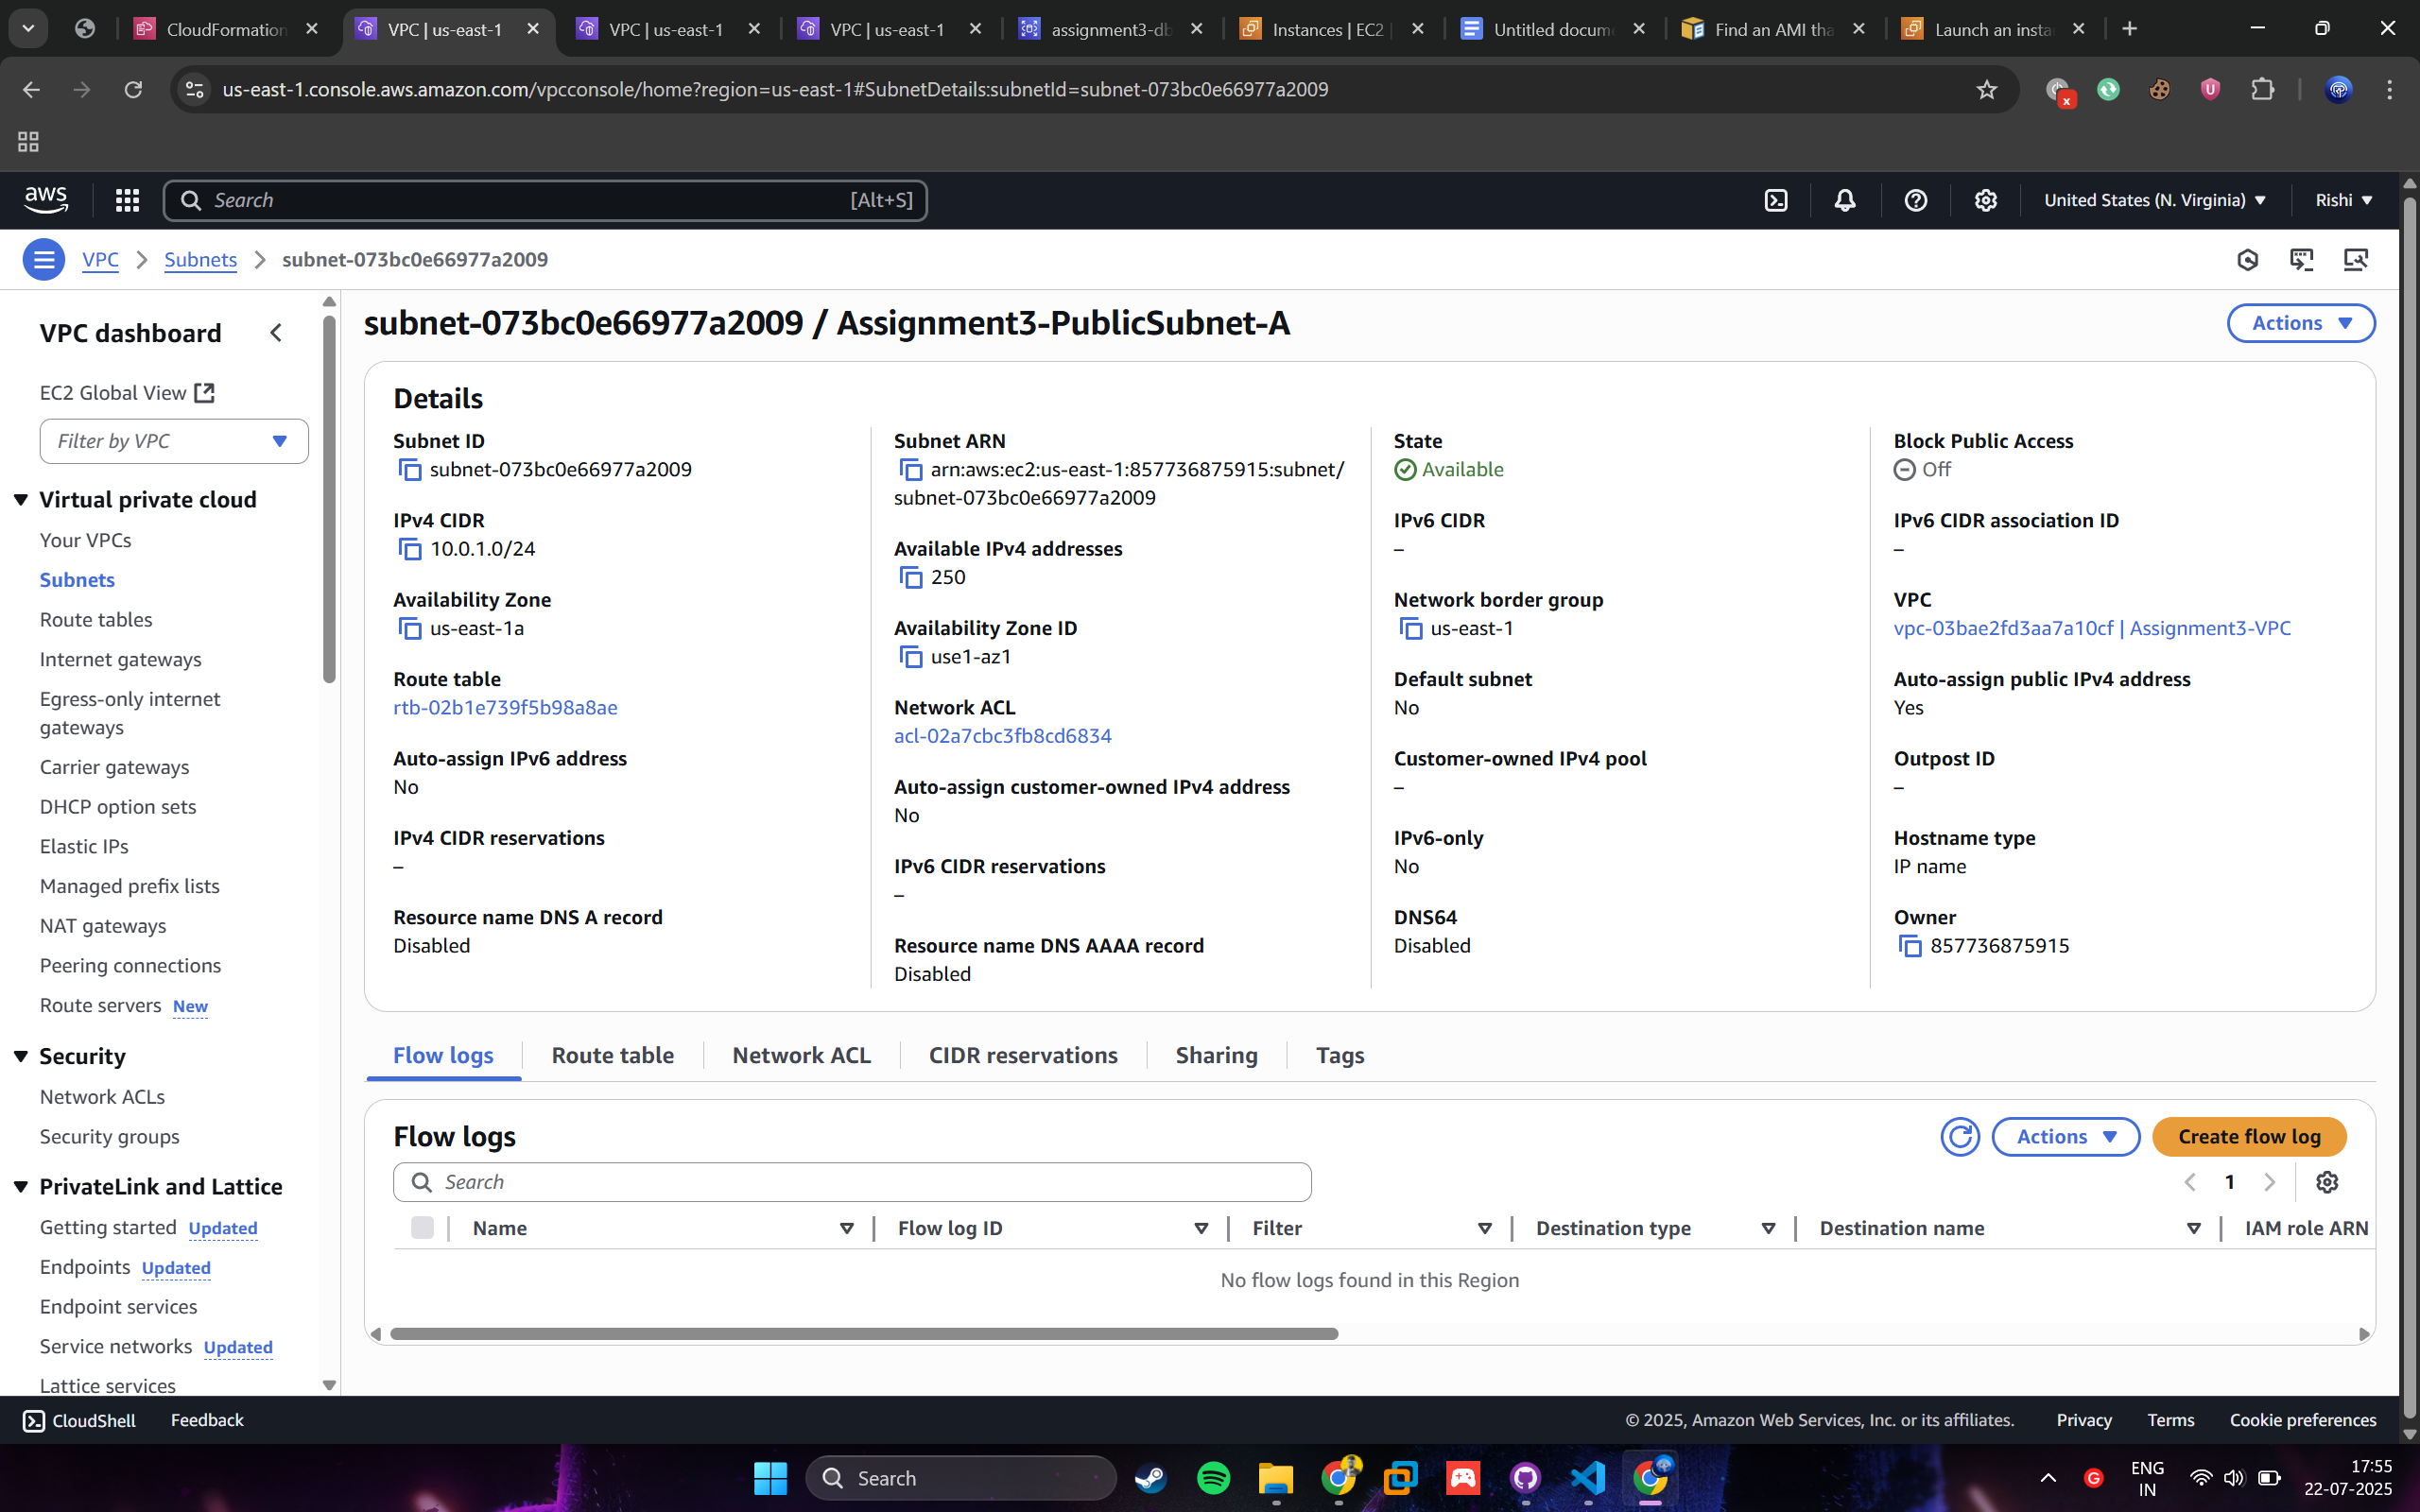 CloudFormation
VPC | us-east-1
VPC | us-east-1
VPC | us-east-1
assignment3-db
Instances | EC2 |
Untitled docum
Find an AMI tha
Launch an insta
us-east-1.console.aws.amazon.com/vpcconsole/home?region=us-east-1#SubnetDetails:subnetId=subnet-073bc0e66977a2009
aws
Search
[Alt+S]
United States (N. Virginia)
Rishi
VPC
Subnets
subnet-073bc0e66977a2009
VPC dashboard
EC2 Global View
Filter by VPC
Virtual private cloud
Your VPCs
Subnets
Route tables
Internet gateways
Egress-only internet
gateways
Carrier gateways
DHCP option sets
Elastic IPs
Managed prefix lists
NAT gateways
Peering connections
Route servers New
Security
Network ACLs
Security groups
PrivateLink and Lattice
Getting started Updated
Endpoints Updated
Endpoint services
Service networks Updated
Lattice services
subnet-073bc0e66977a2009 / Assignment3-PublicSubnet-A
Actions
Details
Subnet ID
subnet-073bc0e66977a2009
IPv4 CIDR
10.0.1.0/24
Availability Zone
us-east-1a
Route table
rtb-02b1e739f5b98a8ae
Auto-assign IPv6 address
No
IPv4 CIDR reservations
–
Resource name DNS A record
Disabled
Subnet ARN
arn:aws:ec2:us-east-1:857736875915:subnet/
subnet-073bc0e66977a2009
Available IPv4 addresses
250
Availability Zone ID
use1-az1
Network ACL
acl-02a7cbc3fb8cd6834
Auto-assign customer-owned IPv4 address
No
IPv6 CIDR reservations
–
Resource name DNS AAAA record
Disabled
State
Available
IPv6 CIDR
–
Network border group
us-east-1
Default subnet
No
Customer-owned IPv4 pool
–
IPv6-only
No
DNS64
Disabled
Block Public Access
Off
IPv6 CIDR association ID
–
VPC
vpc-03bae2fd3aa7a10cf | Assignment3-VPC
Auto-assign public IPv4 address
Yes
Outpost ID
–
Hostname type
IP name
Owner
857736875915
Flow logs
Route table
Network ACL
CIDR reservations
Sharing
Tags
Flow logs
Actions
Create flow log
Search
1
Name
Flow log ID
Filter
Destination type
Destination name
IAM role ARN
No flow logs found in this Region
CloudShell
Feedback
© 2025, Amazon Web Services, Inc. or its affiliates.
Privacy
Terms
Cookie preferences
Search
ENG
IN
17:55
22-07-2025